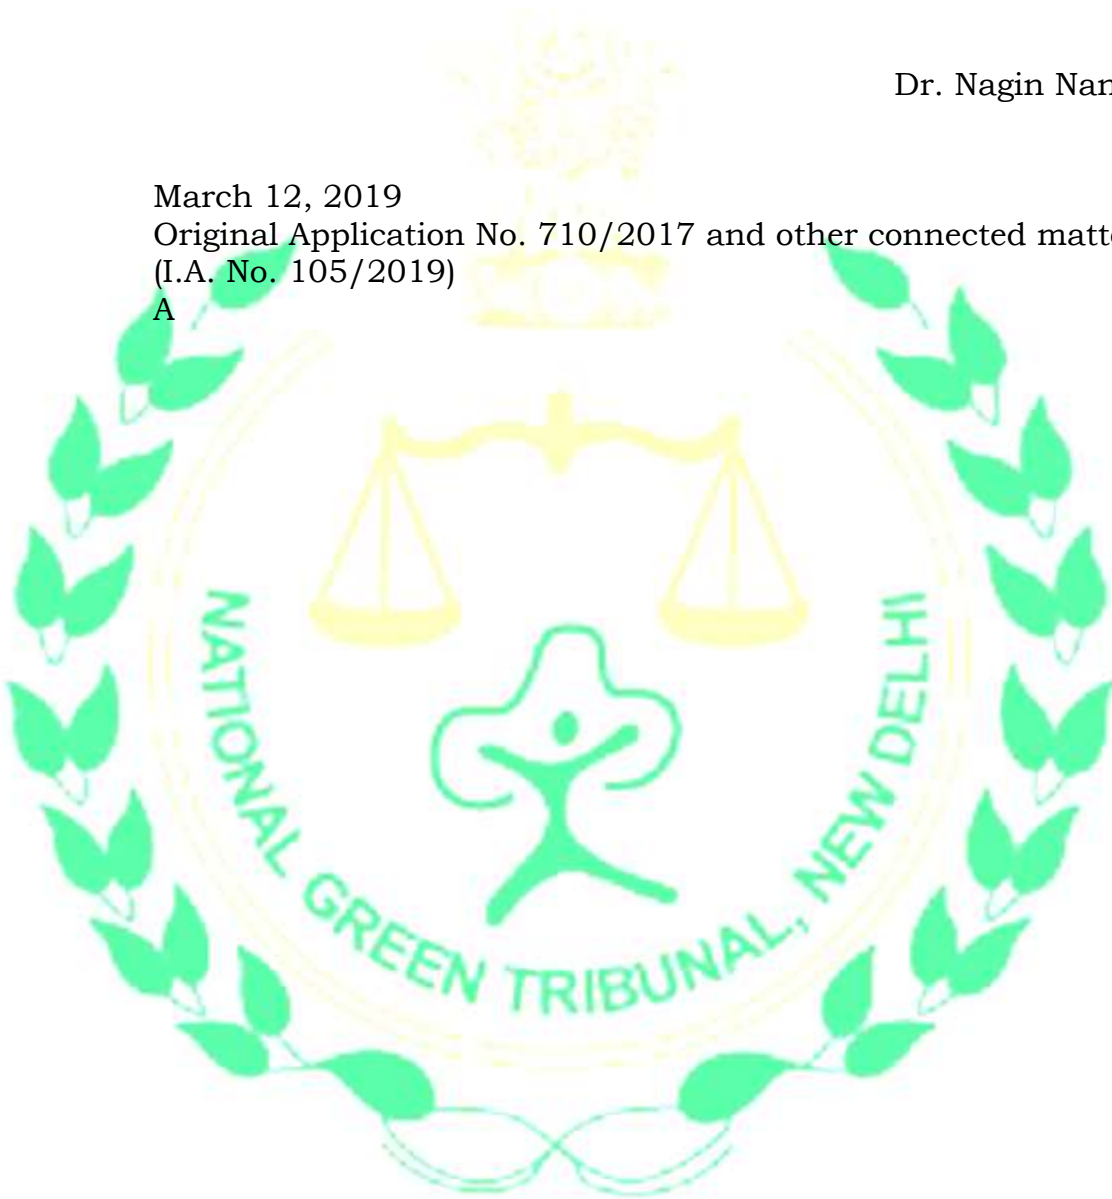 Dr. Nagin Nan
March 12, 2019
Original Application No. 710/2017 and other connected matte
(I.A. No. 105/2019)
A
NATIONAL GREEN TRIBUNAL, NEW DELHI